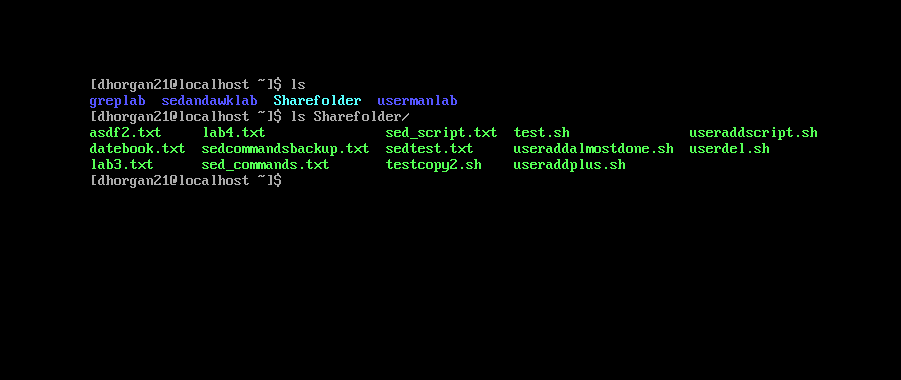 [dhorgan21@localhost ~]$ ls
greplab  sedandawklab  Sharefolder  usermanlab
[dhorgan21@localhost ~]$ ls Sharefolder/
asdf2.txt     lab4.txt               sed_script.txt  test.sh               useraddscript.sh
datebook.txt  sedcommandsbackup.txt  sedtest.txt     useraddalmostdone.sh  userdel.sh
lab3.txt      sed_commands.txt       testcopy2.sh    useraddplus.sh
[dhorgan21@localhost ~]$